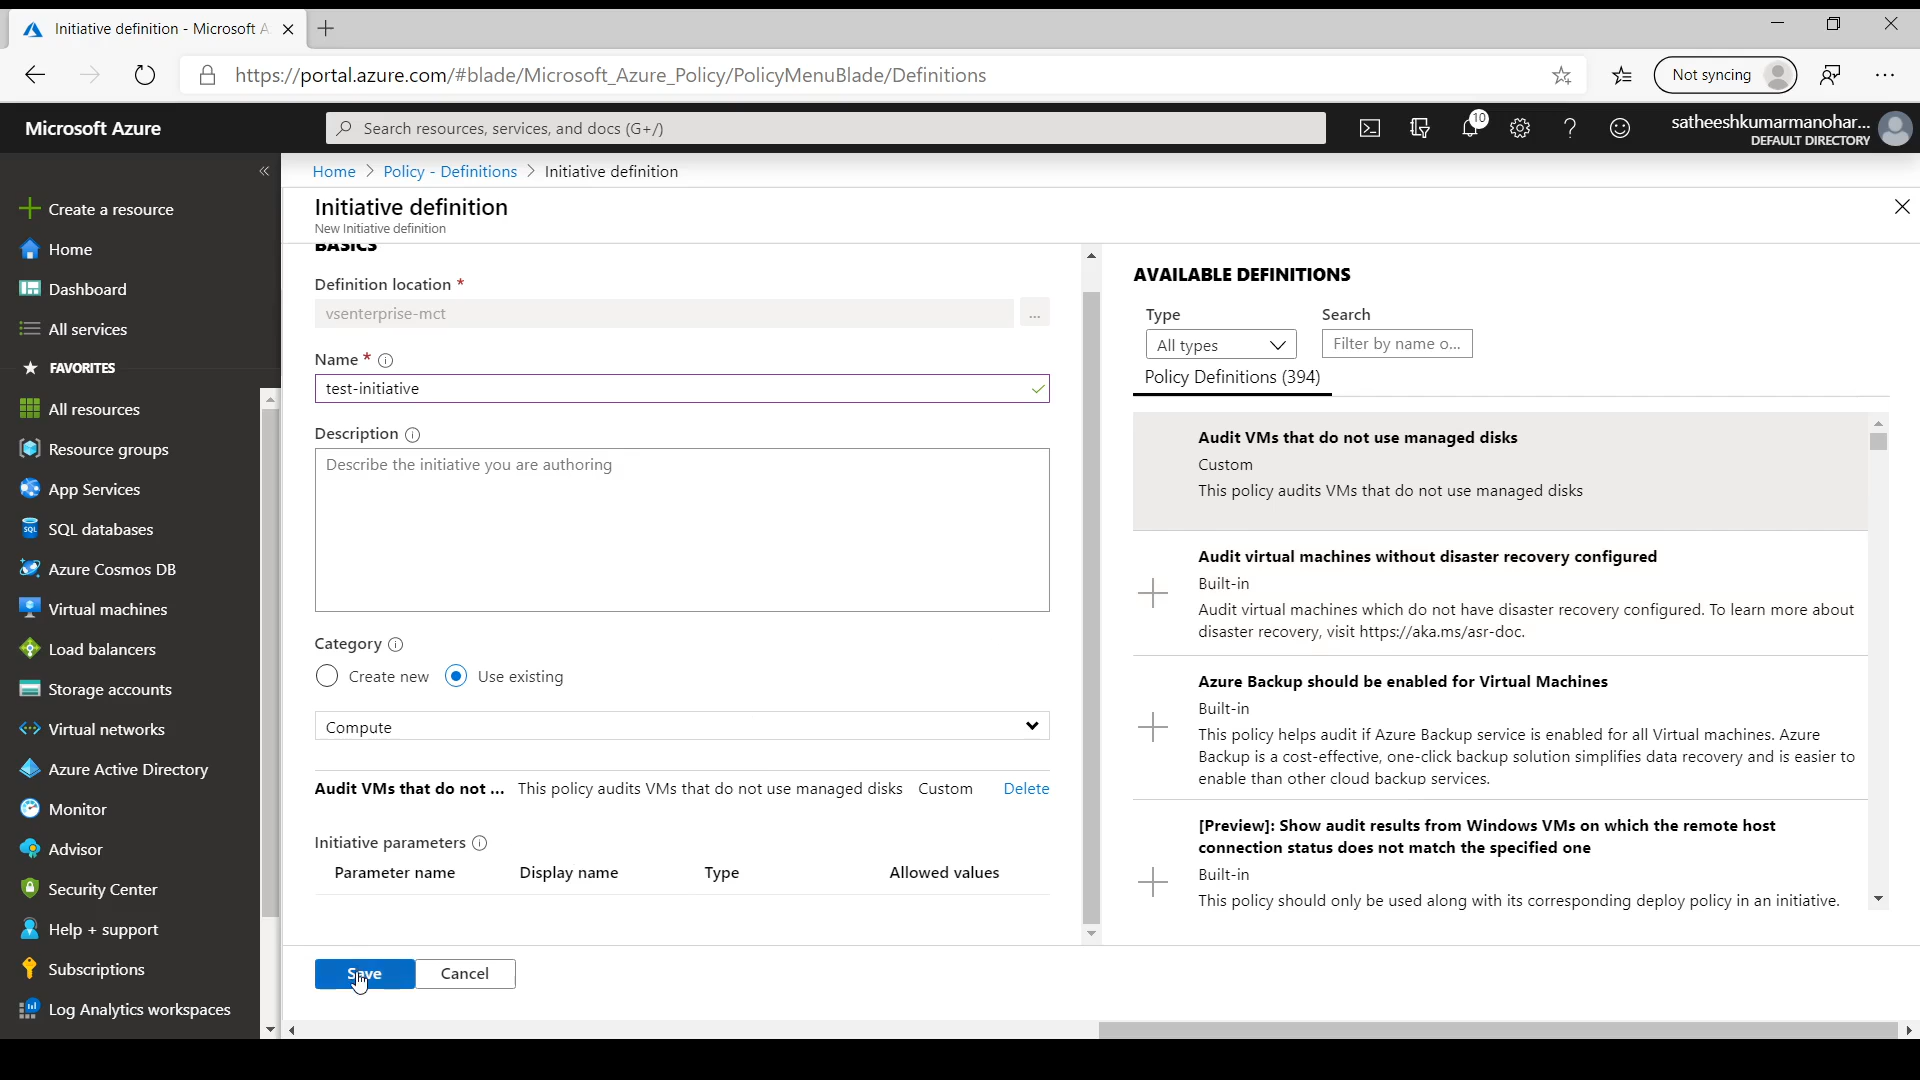 Initiative definition - Microsoft A
https://portal.azure.com/#blade/Microsoft_Azure_Policy/PolicyMenuBlade/Definitions
Not syncing
Microsoft Azure
Search resources, services, and docs (G+/)
10
satheeshkumarmanohar...
DEFAULT DIRECTORY
Create a resource
Home
Dashboard
All services
FAVORITES
All resources
Resource groups
App Services
SQL databases
Azure Cosmos DB
Virtual machines
Load balancers
Storage accounts
Virtual networks
Azure Active Directory
Monitor
Advisor
Security Center
Help + support
Subscriptions
Log Analytics workspaces
Home > Policy - Definitions > Initiative definition
Initiative definition
New Initiative definition
BASICS
Definition location *
vsenterprise-mct
...
Name *
test-initiative
Description
Describe the initiative you are authoring
Category
Create new Use existing
Compute
Audit VMs that do not ... This policy audits VMs that do not use managed disks Custom Delete
Initiative parameters
Parameter name Display name Type Allowed values
Save Cancel
AVAILABLE DEFINITIONS
Type Search
All types Filter by name o...
Policy Definitions (394)
Audit VMs that do not use managed disks
Custom
This policy audits VMs that do not use managed disks
Audit virtual machines without disaster recovery configured
Built-in
Audit virtual machines which do not have disaster recovery configured. To learn more about
disaster recovery, visit https://aka.ms/asr-doc.
Azure Backup should be enabled for Virtual Machines
Built-in
This policy helps audit if Azure Backup service is enabled for all Virtual machines. Azure
Backup is a cost-effective, one-click backup solution simplifies data recovery and is easier to
enable than other cloud backup services.
[Preview]: Show audit results from Windows VMs on which the remote host
connection status does not match the specified one
Built-in
This policy should only be used along with its corresponding deploy policy in an initiative.